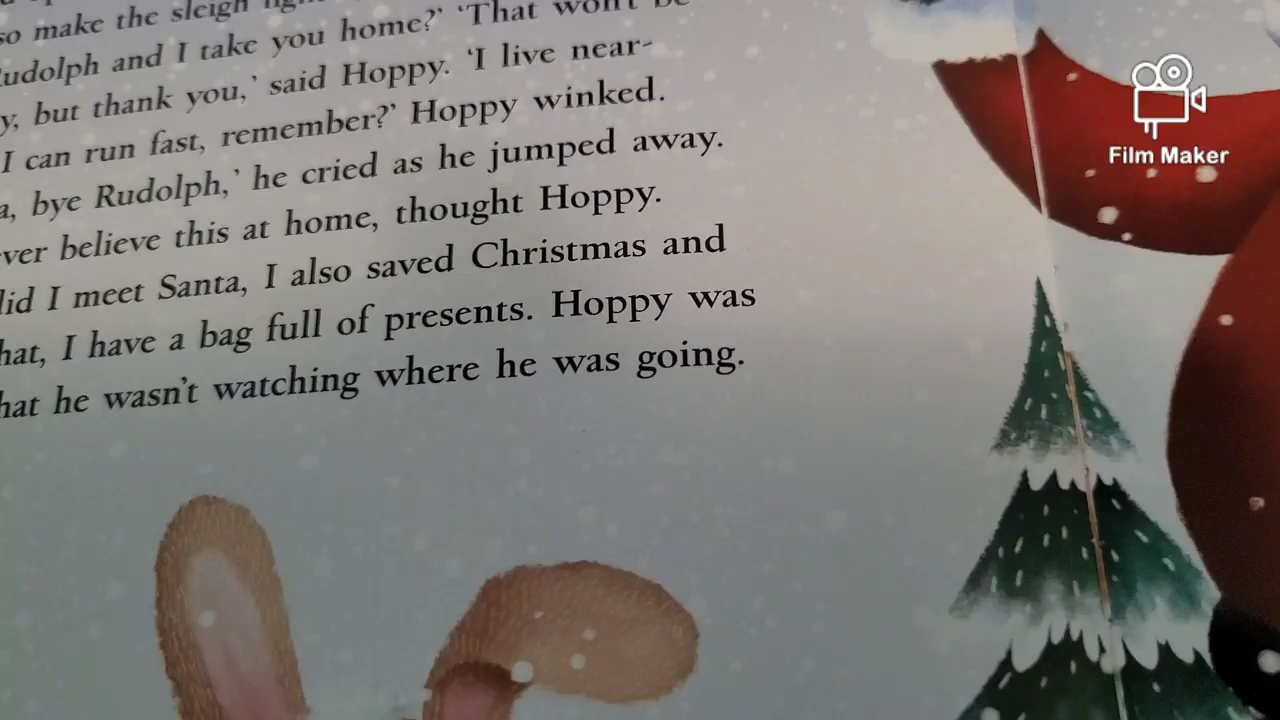 so make the sleigh
Rudolph and I take you home?' 'That won't be
y, but thank you,' said Hoppy. 'I live near-
I can run fast, remember?' Hoppy winked.
a, bye Rudolph,' he cried as he jumped away.
ver believe this at home, thought Hoppy.
did I meet Santa, I also saved Christmas and
hat, I have a bag full of presents. Hoppy was
hat he wasn't watching where he was going.
Film Maker